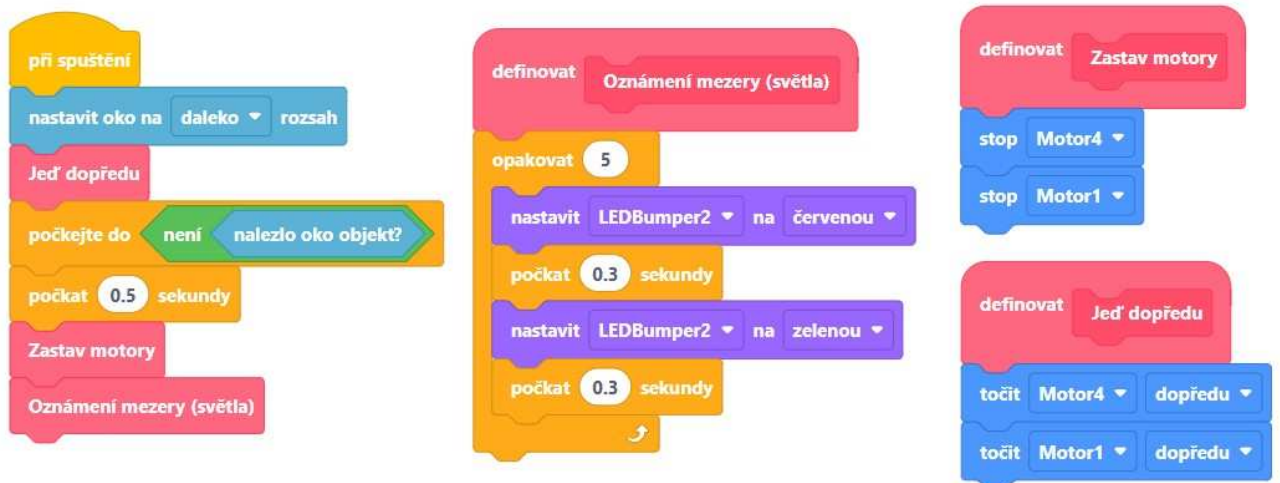 při spuštění
nastavit oko na daleko rozsah
Jeď dopředu
počkejte do není nalezlo oko objekt?
počkat 0.5 sekundy
Zastav motory
Oznámení mezery (světla)
definovat Oznámení mezery (světla)
opakovat 5
nastavit LEDBumper2 na červenou
počkat 0.3 sekundy
nastavit LEDBumper2 na zelenou
počkat 0.3 sekundy
definovat Zastav motory
stop Motor4
stop Motor1
definovat Jeď dopředu
točit Motor4 dopředu
točit Motor1 dopředu